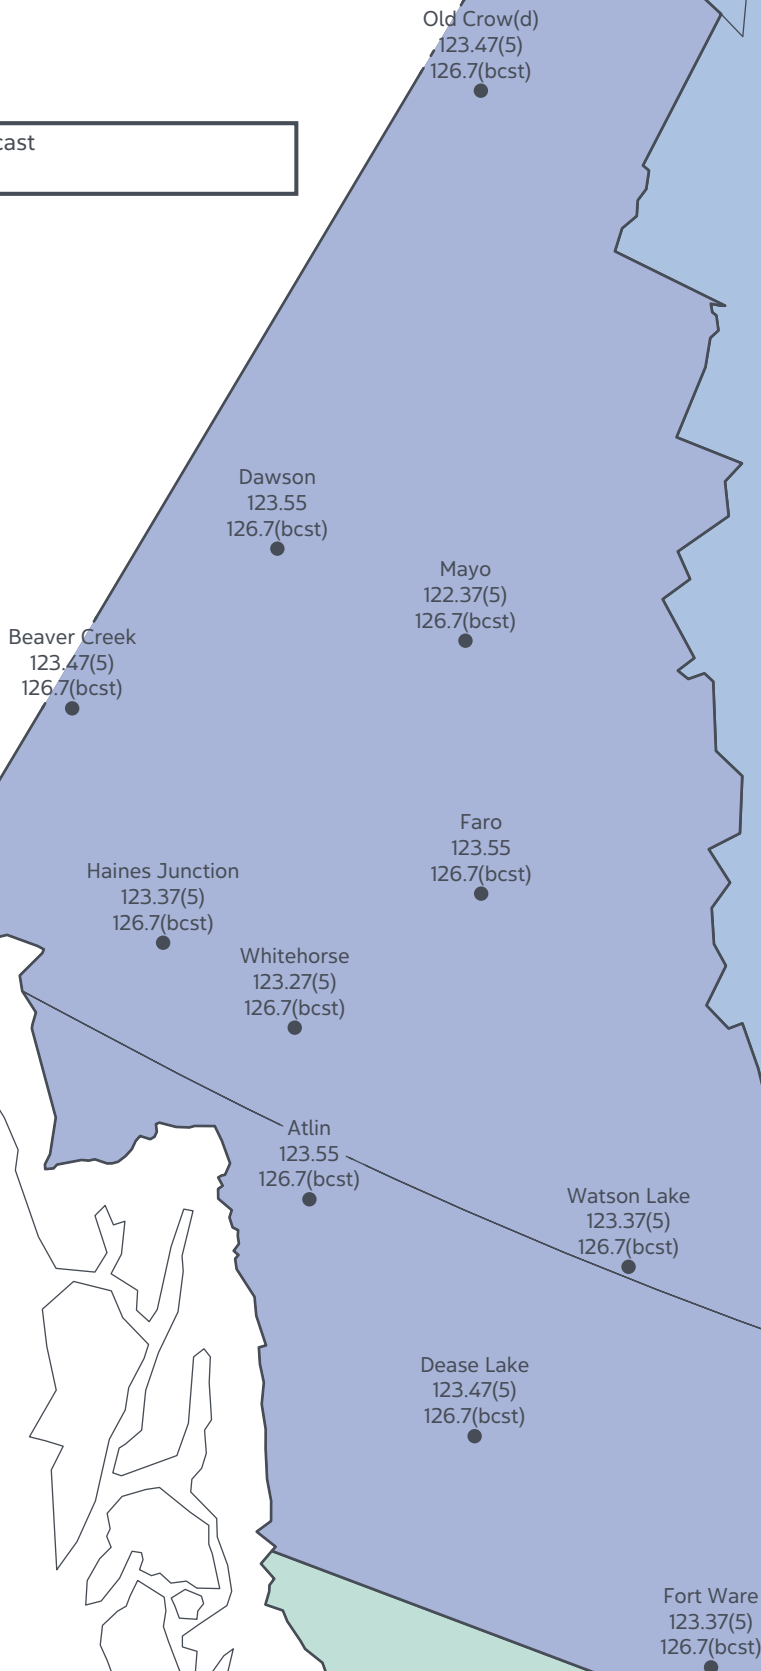 Old Crow(d)
123.47(5)
126.7(bcst)
cast
Dawson
123.55
126.7(bcst)
Mayo
122.37(5)
126.7(bcst)
Beaver Creek
123.47(5)
126.7(bcst)
Faro
123.55
126.7(bcst)
Haines Junction
123.37(5)
126.7(bcst)
Whitehorse
123.27(5)
126.7(bcst)
Atlin
123.55
126.7(bcst)
Watson Lake
123.37(5)
126.7(bcst)
Dease Lake
123.47(5)
126.7(bcst)
Fort Ware
123.37(5)
126.7(bcst)